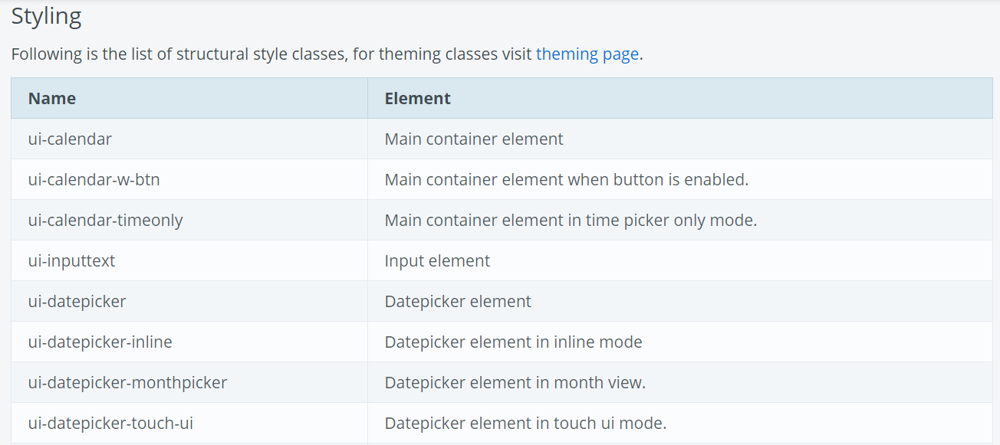 Styling
Following is the list of structural style classes, for theming classes visit theming page.
Name Element
ui-calendar Main container element
ui-calendar-w-btn Main container element when button is enabled.
ui-calendar-timeonly Main container element in time picker only mode.
ui-inputtext Input element
ui-datepicker Datepicker element
ui-datepicker-inline Datepicker element in inline mode
ui-datepicker-monthpicker Datepicker element in month view.
ui-datepicker-touch-ui Datepicker element in touch ui mode.